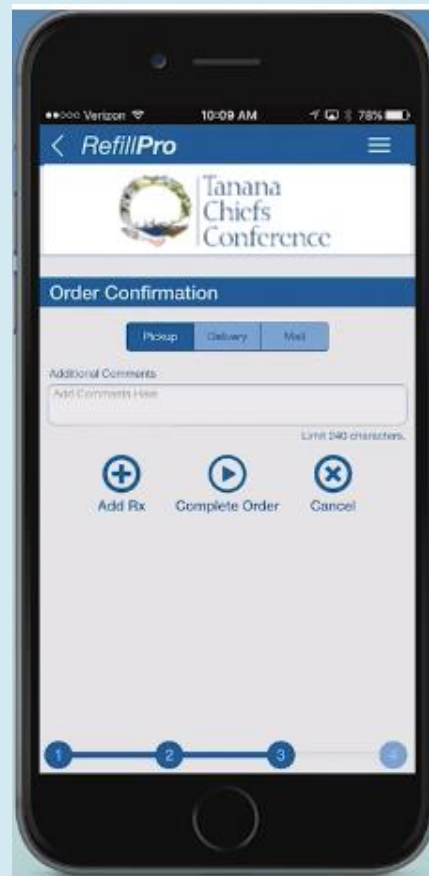 Verizon 10:09 AM 78%
RefillPro
Tanana
Chiefs
Conference
Order Confirmation
Pickup Delivery Mail
Additional Comments
Add Comments Here
Limit 240 characters.
Add Rx Complete Order Cancel
1 2 3 4